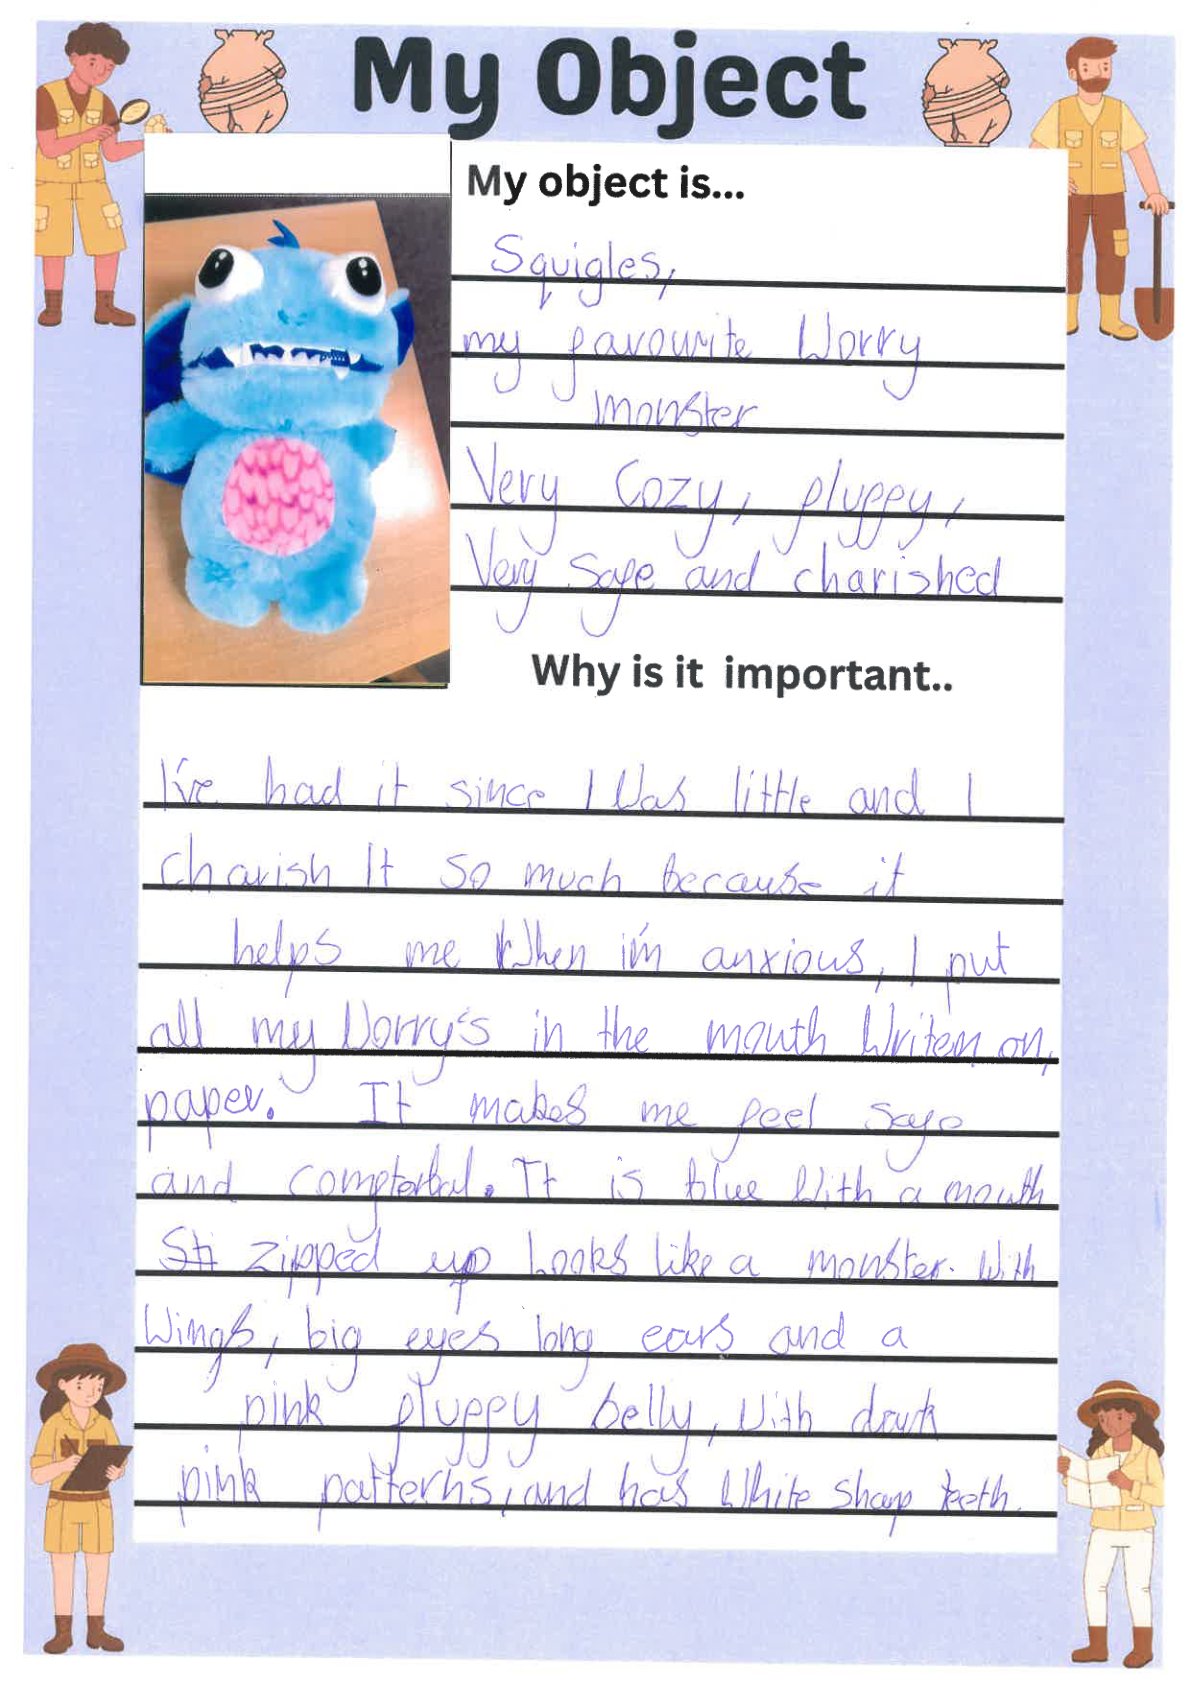 My Object
My object is...
Squigles,
my favourite Worry
monster
Very Cozy, fluffy,
Very safe and charished
Why is it important..
I've had it since I Was little and I
charish It so much because it
helps me When i'm anxious, I put
all my Worry's in the mouth Writen on,
paper. It makes me feel safe
and comfterbal. It is blue With a mouth
Sti zipped up Looks like a monster. With
Wings, big eyes long ears and a
pink fluffy belly, With dark
pink patterns, and has White sharp teeth.